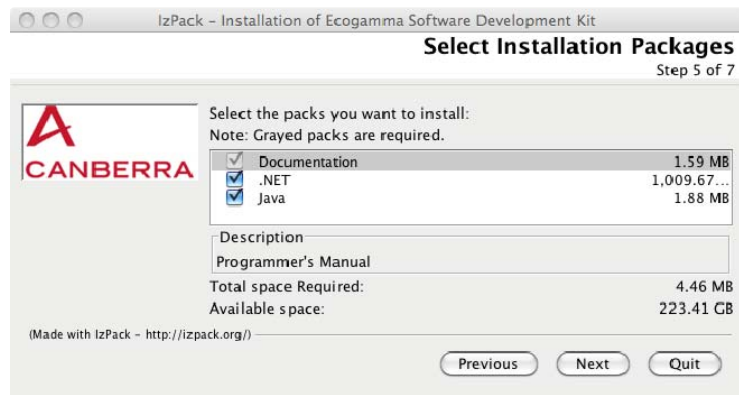 IzPack – Installation of Ecogamma Software Development Kit
Select Installation Packages
Step 5 of 7
CANBERRA
Select the packs you want to install:
Note: Grayed packs are required.
Documentation 1.59 MB
.NET 1,009.67...
Java 1.88 MB
Description
Programmer's Manual
Total space Required: 4.46 MB
Available space: 223.41 GB
(Made with IzPack – http://izpack.org/)
Previous Next Quit